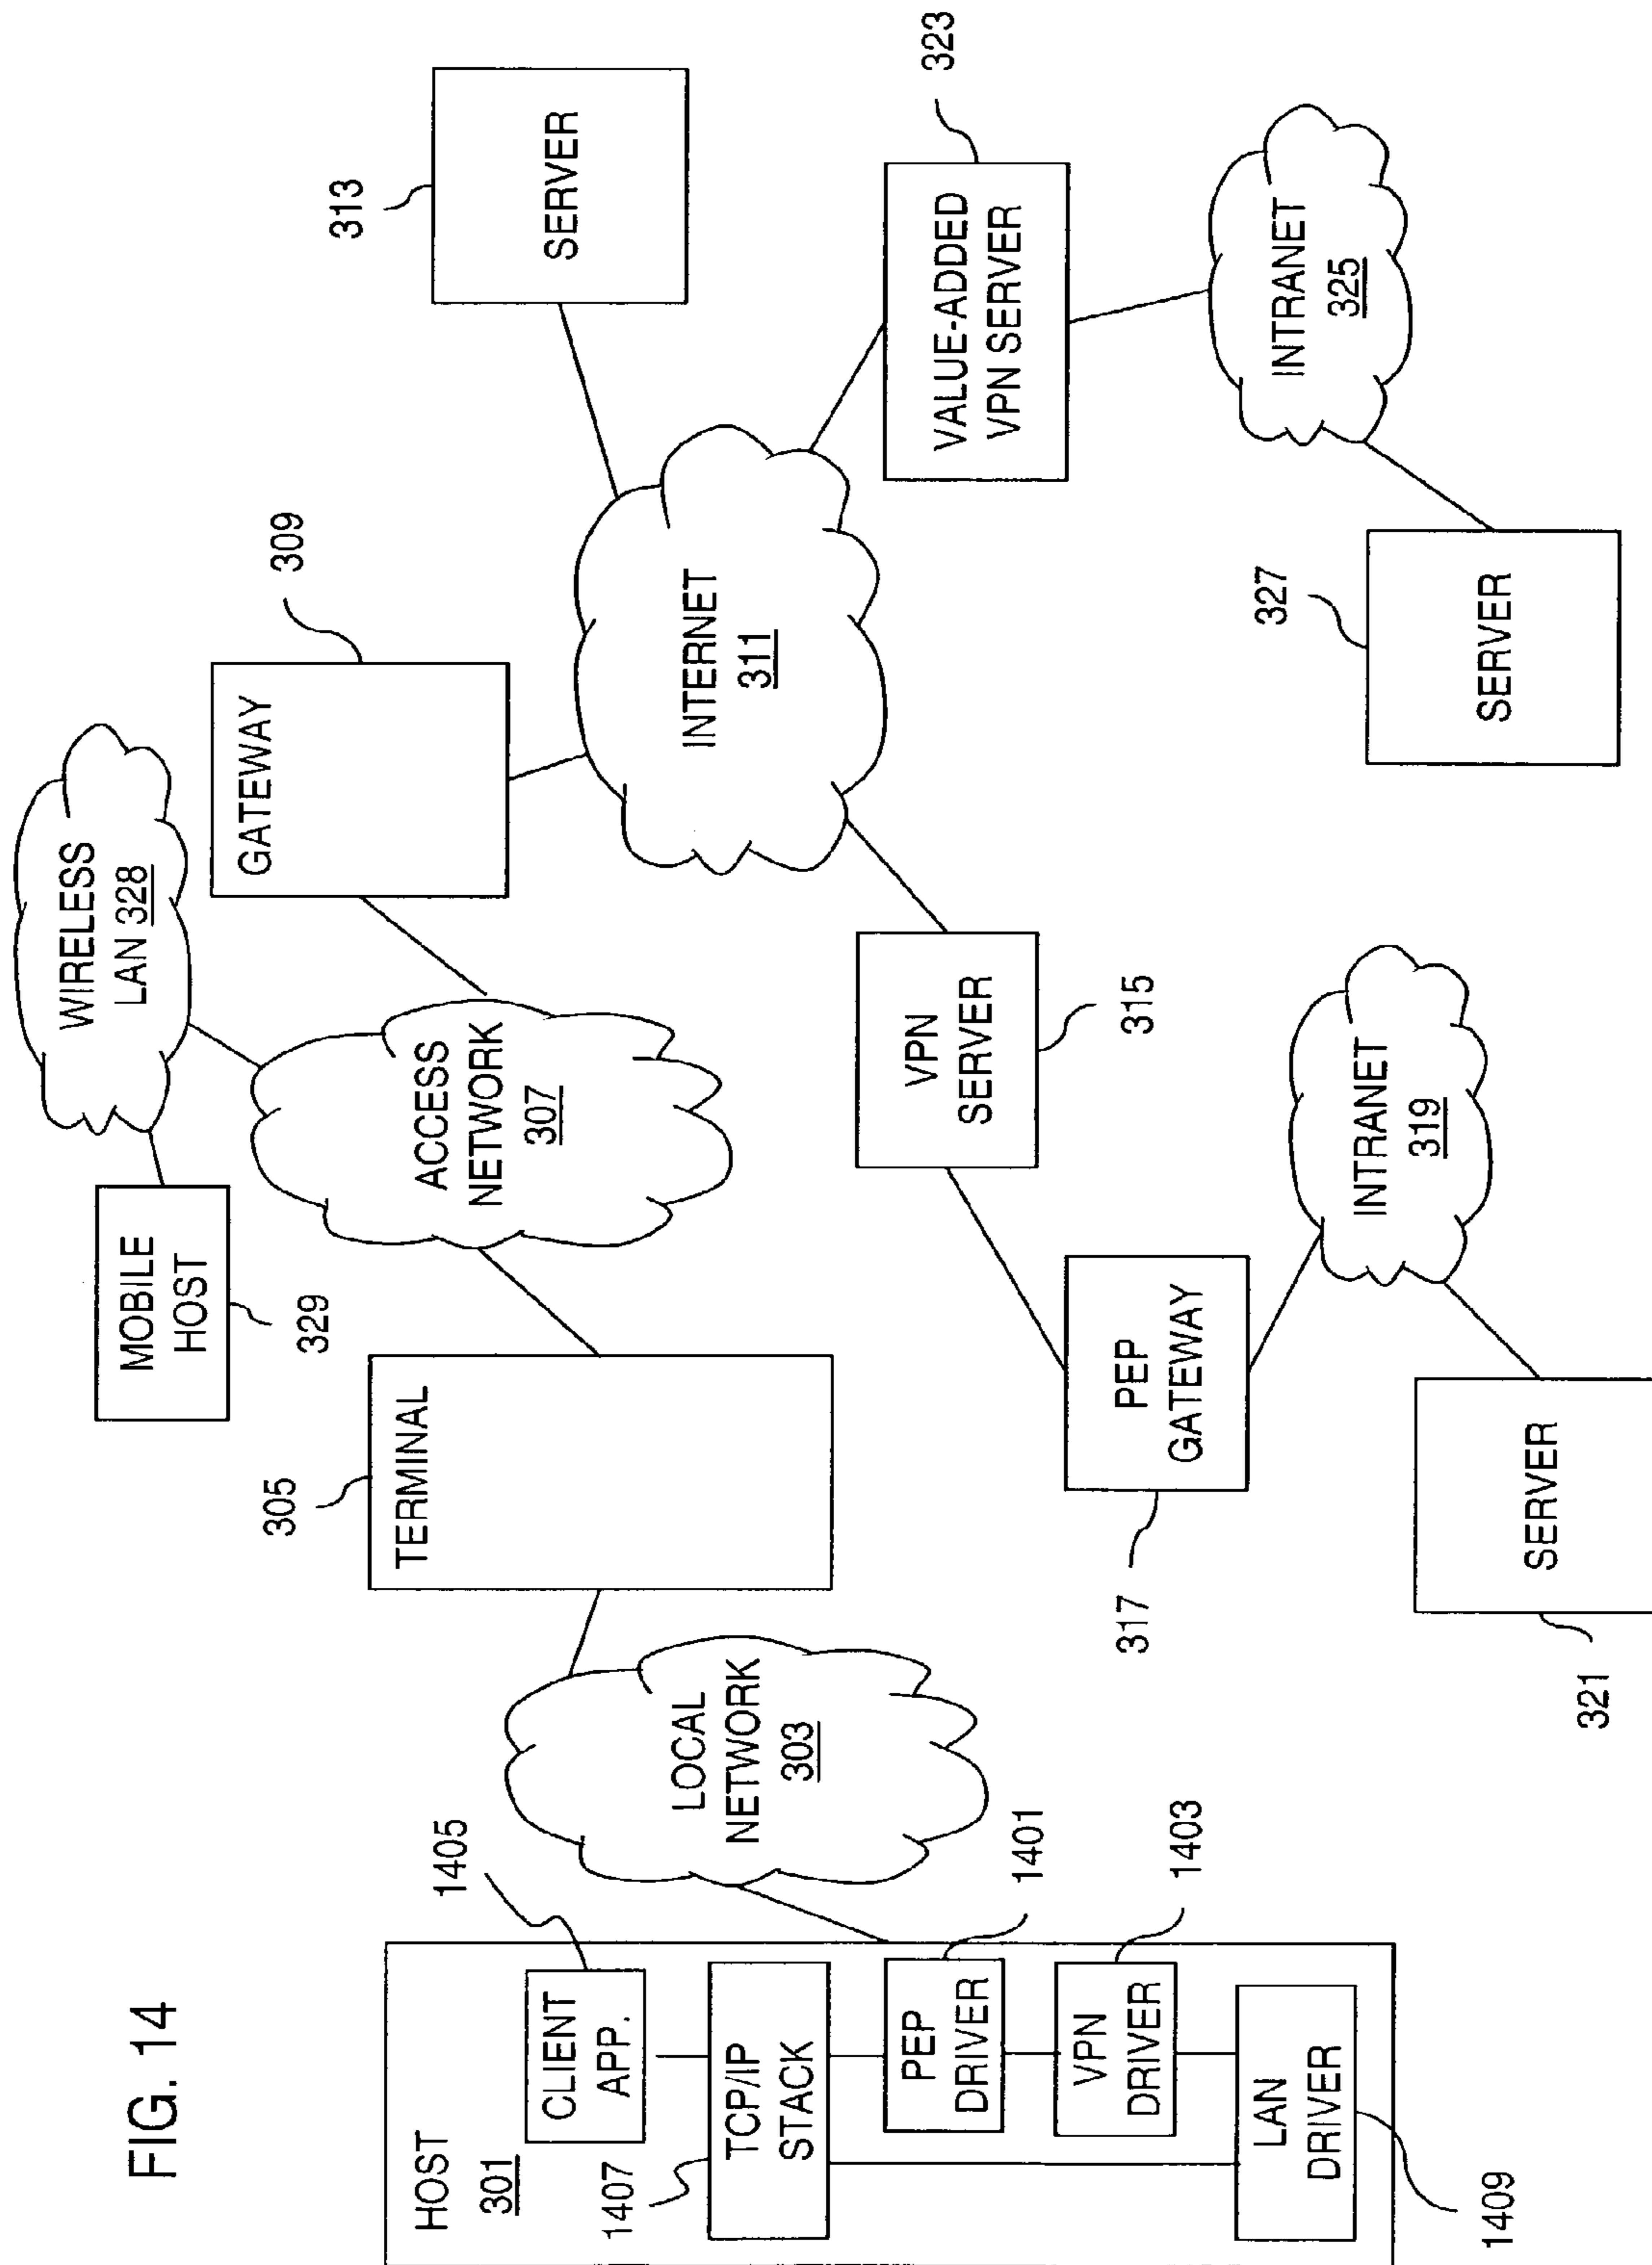 FIG. 14
HOST
301
CLIENT
APP.
1405
TCP/IP
STACK
1407
PEP
DRIVER
1401
VPN
DRIVER
1403
LAN
DRIVER
1409
LOCAL
NETWORK
303
TERMINAL
305
MOBILE
HOST
329
WIRELESS
LAN 328
ACCESS
NETWORK
307
GATEWAY
309
INTERNET
311
SERVER
313
VPN
SERVER
315
PEP
GATEWAY
317
INTRANET
319
SERVER
321
VALUE-ADDED
VPN SERVER
323
INTRANET
325
SERVER
327